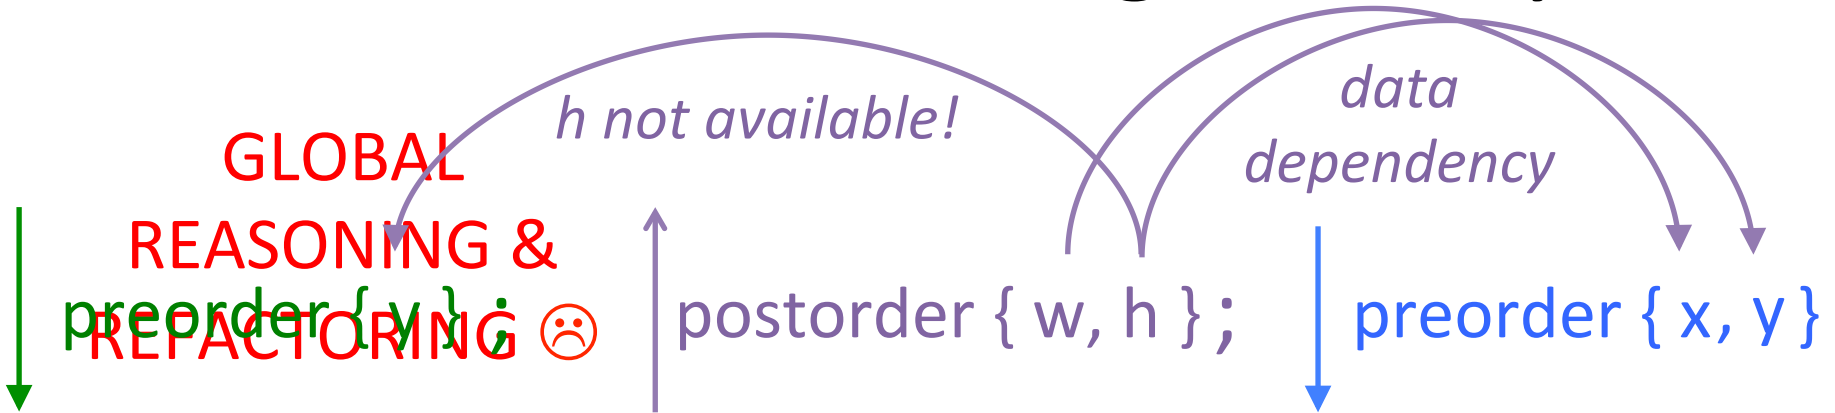 data
h not available!
dependency
GLOBAL
REASONING &
REFACTORING ☹
preorder { y } ;
postorder { w, h } ;
preorder { x, y }